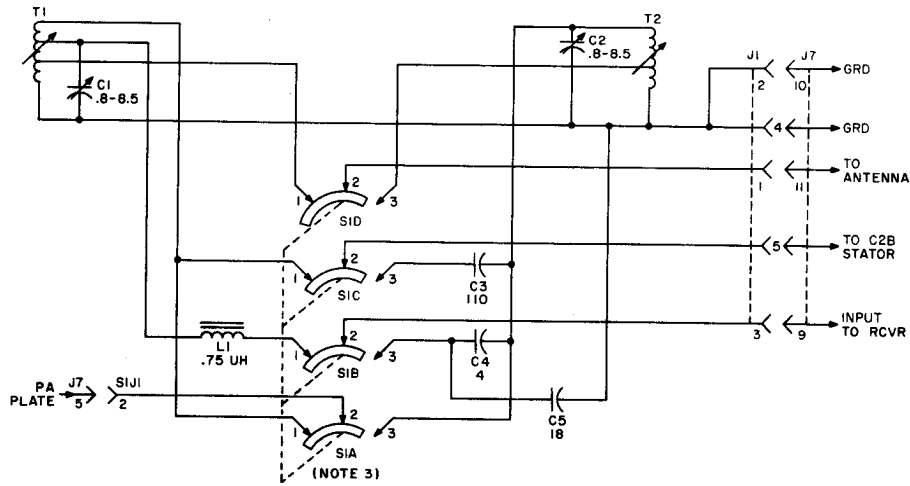 T1
T2
C1
.8-8.5
C2
.8-8.5
J1
J7
2
10
GRD
4
GRD
1
11
TO
ANTENNA
1
2
3
S1D
5
TO C2B
STATOR
1
2
3
S1C
C3
110
3
9
INPUT
TO RCVR
L1
.75 UH
1
2
3
S1B
C4
4
C5
18
PA
PLATE
J7
5
S1J1
2
1
2
3
S1A
(NOTE 3)